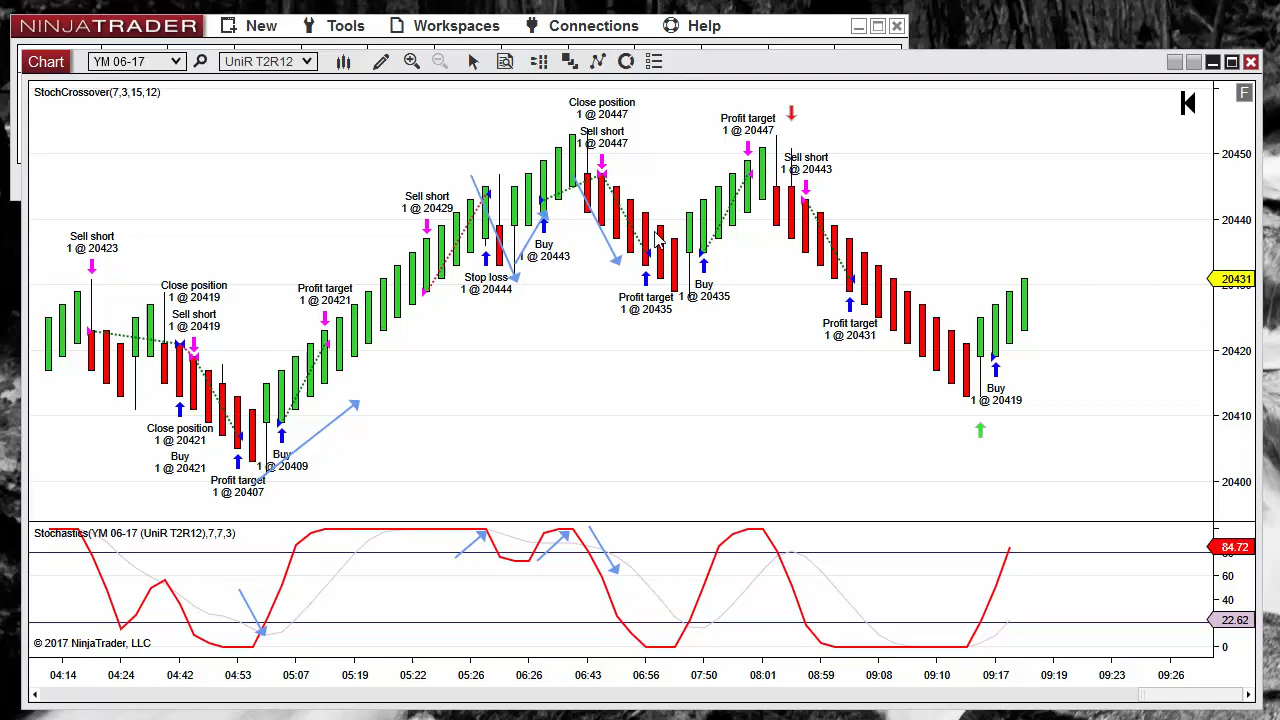 NINJATRADER New Tools Workspaces Connections Help
Chart YM 06-17 UniR T2R12
StochCrossover(7,3,15,12)
F
Close position
1 @ 20447
Sell short
1 @ 20447
Profit target
1 @ 20447
Sell short
1 @ 20443
Sell short
1 @ 20429
Sell short
1 @ 20423
Close position
1 @ 20419
Sell short
1 @ 20419
Profit target
1 @ 20421
Stop loss
1 @ 20444
Buy
1 @ 20443
Profit target
1 @ 20435
Buy
1 @ 20435
Profit target
1 @ 20431
Buy
1 @ 20419
Close position
1 @ 20421
Buy
1 @ 20421
Profit target
1 @ 20407
Buy
1 @ 20409
20450
20440
20431
20420
20410
20400
Stochastics(YM 06-17 (UniR T2R12),7,7,3)
84.72
60
40
22.62
0
© 2017 NinjaTrader, LLC
04:14 04:24 04:42 04:53 05:07 05:19 05:22 05:26 06:26 06:43 06:56 07:50 08:01 08:59 09:08 09:10 09:17 09:19 09:23 09:26